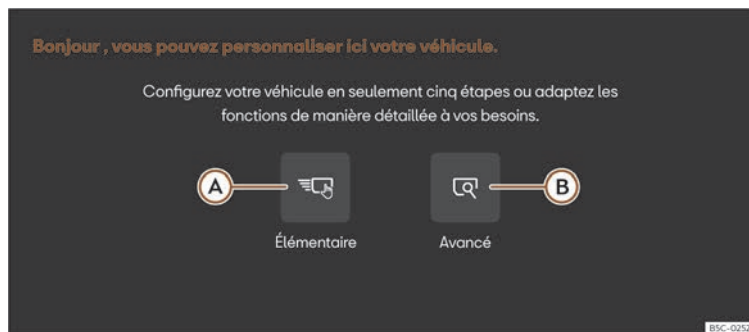 Bonjour , vous pouvez personnaliser ici votre véhicule.
Configurez votre véhicule en seulement cinq étapes ou adaptez les
fonctions de manière détaillée à vos besoins.
A
B
Élémentaire
Avancé
BSC-0252